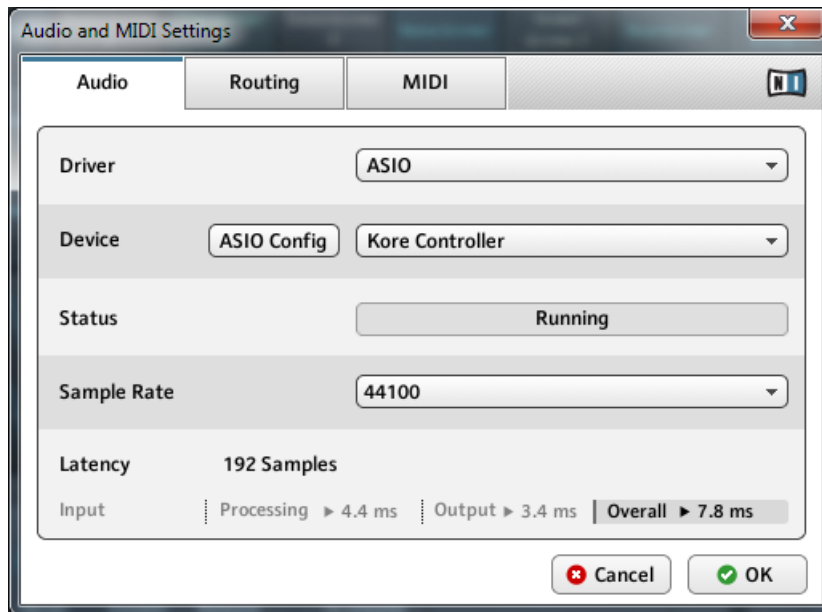 Audio and MIDI Settings
Audio Routing MIDI NI
Driver ASIO
Device ASIO Config Kore Controller
Status Running
Sample Rate 44100
Latency 192 Samples
Input Processing ▸ 4.4 ms Output ▸ 3.4 ms Overall ▸ 7.8 ms
Cancel OK